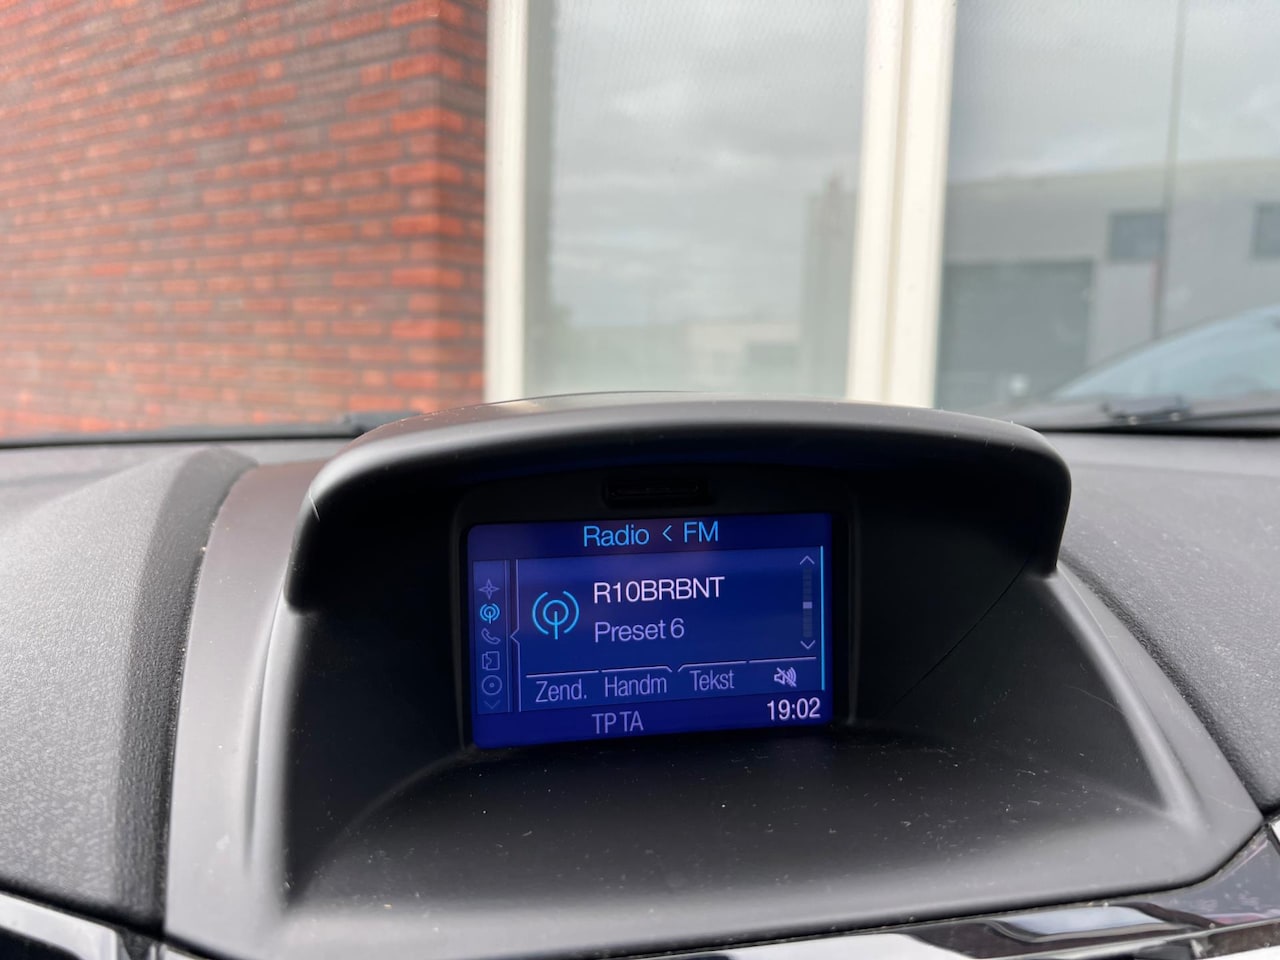 Radio < FM
R10BRBNT
Preset 6
Zend. Handm Tekst
TP TA
19:02